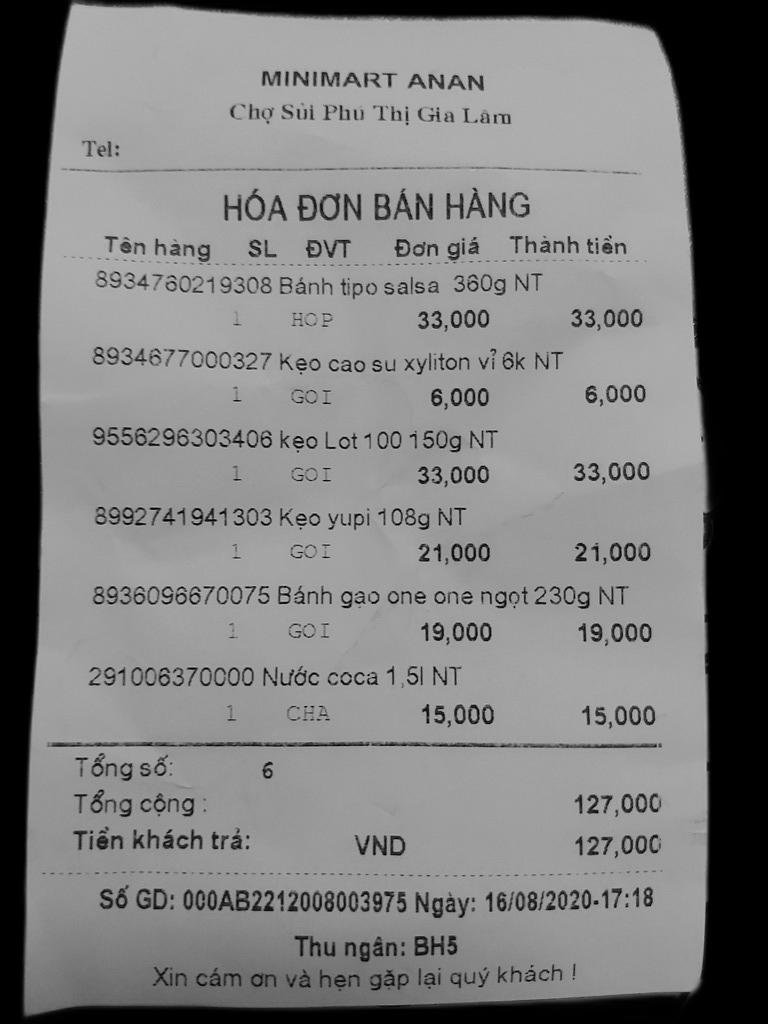 MINIMART ANAN
Chợ Sủi Phú Thị Gia Lâm
Tel:
HÓA ĐƠN BÁN HÀNG
Tên hàng SL ĐVT Đơn giá Thành tiền
8934760219308 Bánh tipo salsa 360g NT
1 HOP 33,000 33,000
8934677000327 Kẹo cao su xyliton vỉ 6k NT
1 GOI 6,000 6,000
9556296303406 kẹo Lot 100 150g NT
1 GOI 33,000 33,000
8992741941303 Kẹo yupi 108g NT
1 GOI 21,000 21,000
8936096670075 Bánh gạo one one ngọt 230g NT
1 GOI 19,000 19,000
291006370000 Nước coca 1,5l NT
1 CHA 15,000 15,000
Tổng số: 6
Tổng cộng : 127,000
Tiền khách trả: VND 127,000
Số GD: 000AB2212008003975 Ngày: 16/08/2020-17:18
Thu ngân: BH5
Xin cám ơn và hẹn gặp lại quý khách !